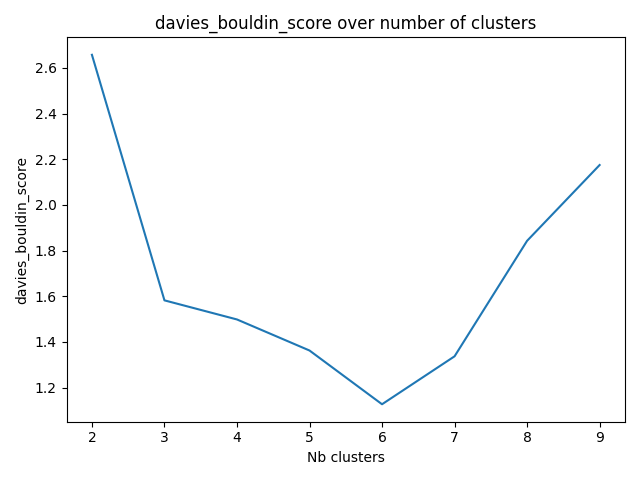 davies_bouldin_score over number of clusters
davies_bouldin_score
2.6
2.4
2.2
2.0
1.8
1.6
1.4
1.2
2 3 4 5 6 7 8 9
Nb clusters